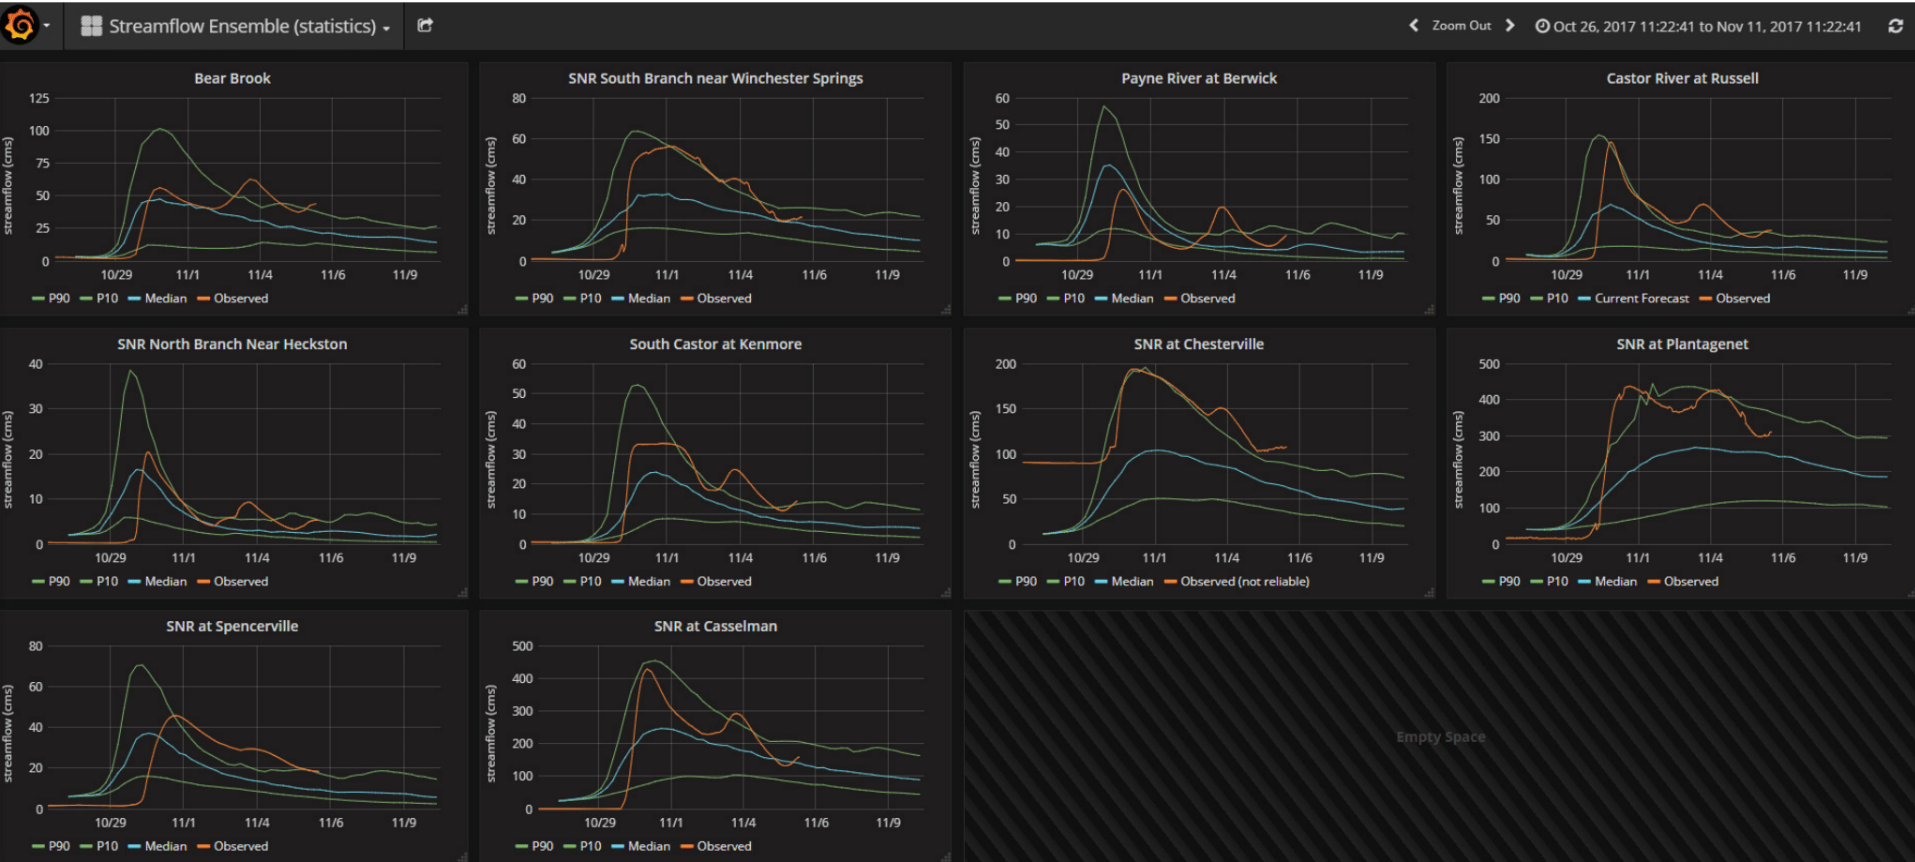 Streamflow Ensemble (statistics)
Zoom Out
Oct 26, 2017 11:22:41 to Nov 11, 2017 11:22:41
Bear Brook
streamflow (cms)
125
100
75
50
25
0
10/29 11/1 11/4 11/6 11/9
P90 P10 Median Observed
SNR South Branch near Winchester Springs
streamflow (cms)
80
60
40
20
0
10/29 11/1 11/4 11/6 11/9
P90 P10 Median Observed
Payne River at Berwick
streamflow (cms)
60
50
40
30
20
10
0
10/29 11/1 11/4 11/6 11/9
P90 P10 Median Observed
Castor River at Russell
streamflow (cms)
200
150
100
50
0
10/29 11/1 11/4 11/6 11/9
P90 P10 Current Forecast Observed
SNR North Branch Near Heckston
streamflow (cms)
40
30
20
10
0
10/29 11/1 11/4 11/6 11/9
P90 P10 Median Observed
South Castor at Kenmore
streamflow (cms)
60
50
40
30
20
10
0
10/29 11/1 11/4 11/6 11/9
P90 P10 Median Observed
SNR at Chesterville
streamflow (cms)
200
150
100
50
0
10/29 11/1 11/4 11/6 11/9
P90 P10 Median Observed (not reliable)
SNR at Plantagenet
streamflow (cms)
500
400
300
200
100
0
10/29 11/1 11/4 11/6 11/9
P90 P10 Median Observed
SNR at Spencerville
streamflow (cms)
80
60
40
20
0
10/29 11/1 11/4 11/6 11/9
P90 P10 Median Observed
SNR at Casselman
streamflow (cms)
500
400
300
200
100
0
10/29 11/1 11/4 11/6 11/9
P90 P10 Median Observed
Empty Space